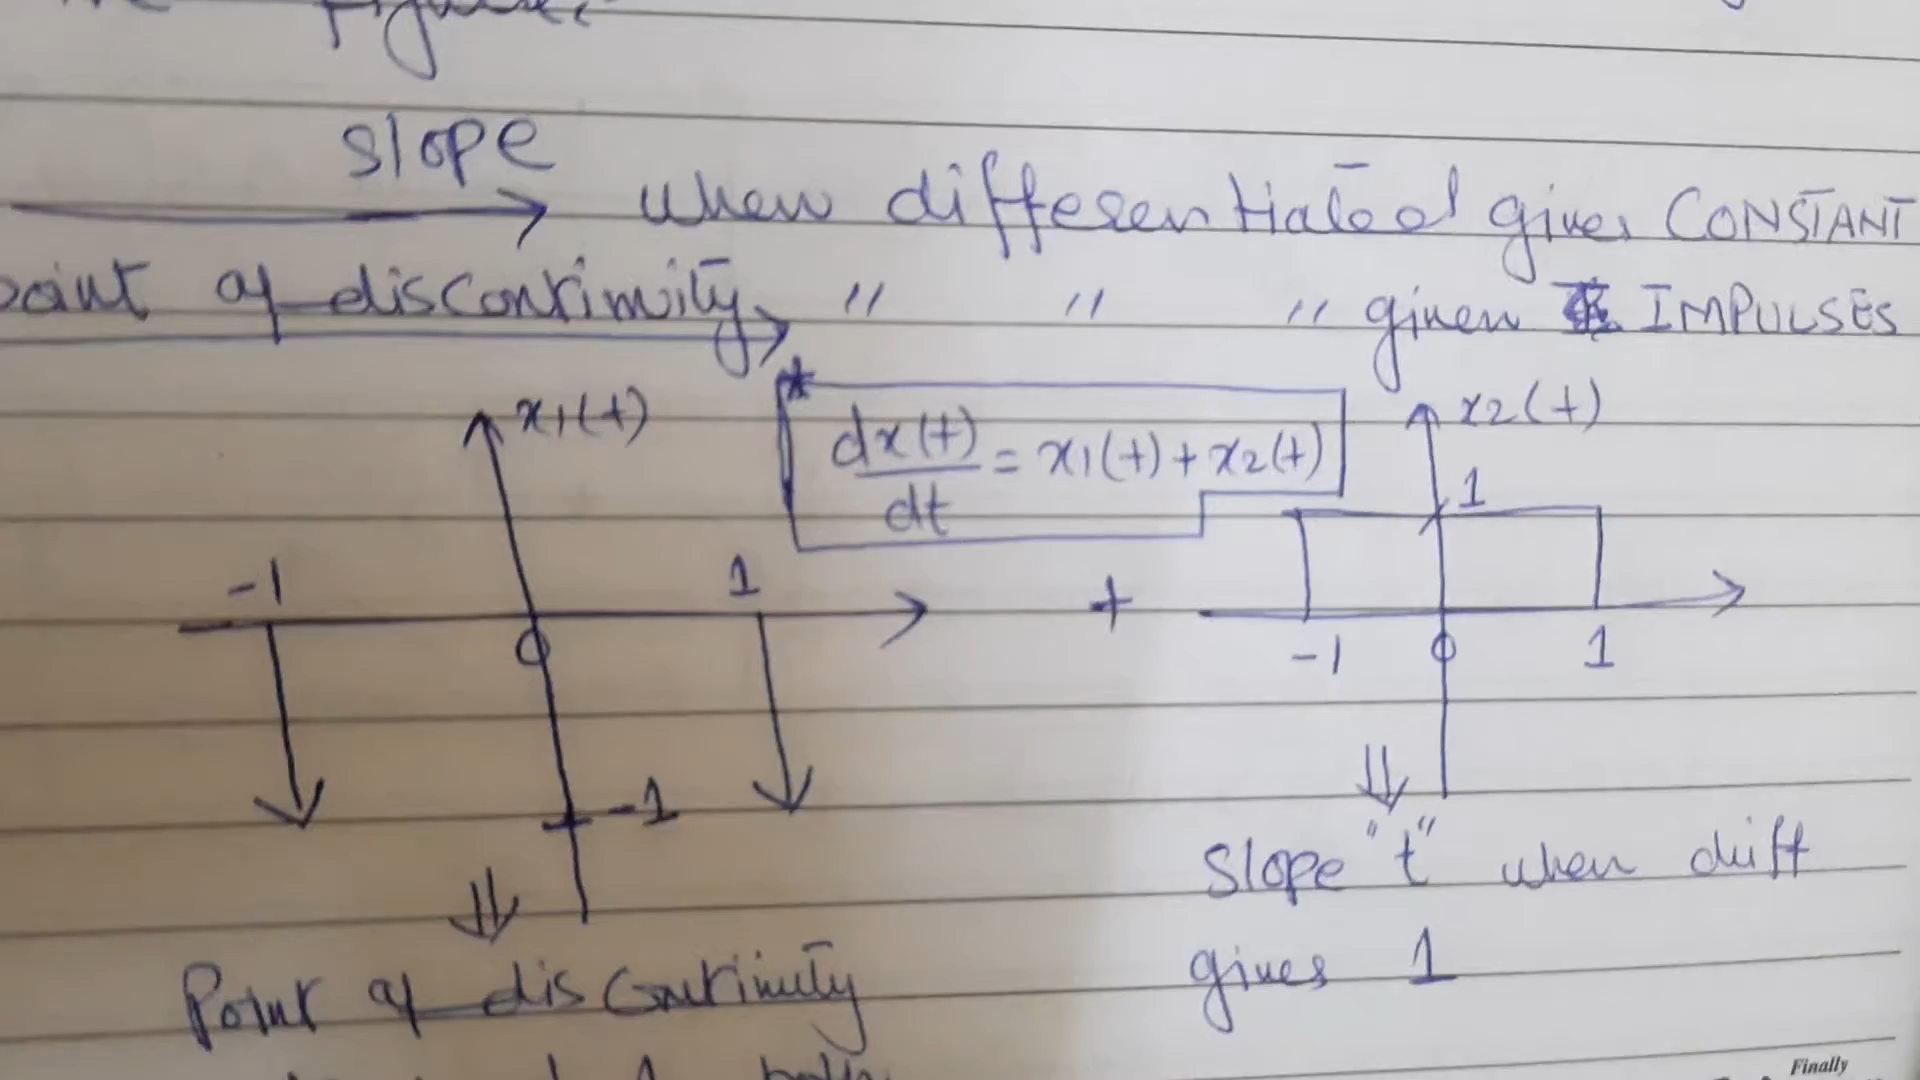 slope
when differentiated gives CONSTANT
point of discontinuity " " " given IMPULSES
x1(t)
* dx(t)/dt = x1(t) + x2(t)
x2(t)
1
-1 1
+
0
-1 0 1
-1
Slope "t" when diff
gives 1
Point of discontinuity
Finally